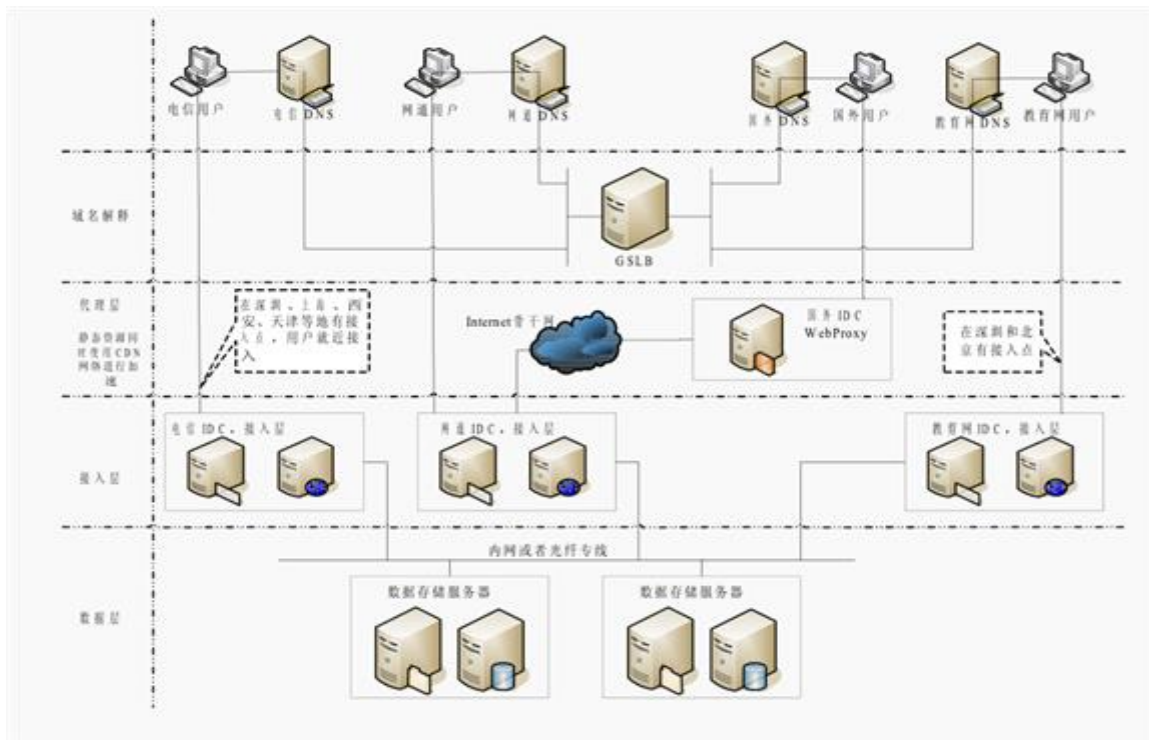 电信用户
电信DNS
网通用户
网通DNS
国外DNS
国外用户
教育网DNS
教育网用户
域名解释
GSLB
代理层
静态资源同
时使用CDN
网络进行加
速
在深圳、上海、西
安、天津等地有接
入点，用户就近接
入
Internet骨干网
国外IDC
WebProxy
在深圳和北
京有接入点
接入层
电信IDC，接入层
网通IDC，接入层
教育网IDC，接入层
数据层
内网或者光纤专线
数据存储服务器
数据存储服务器